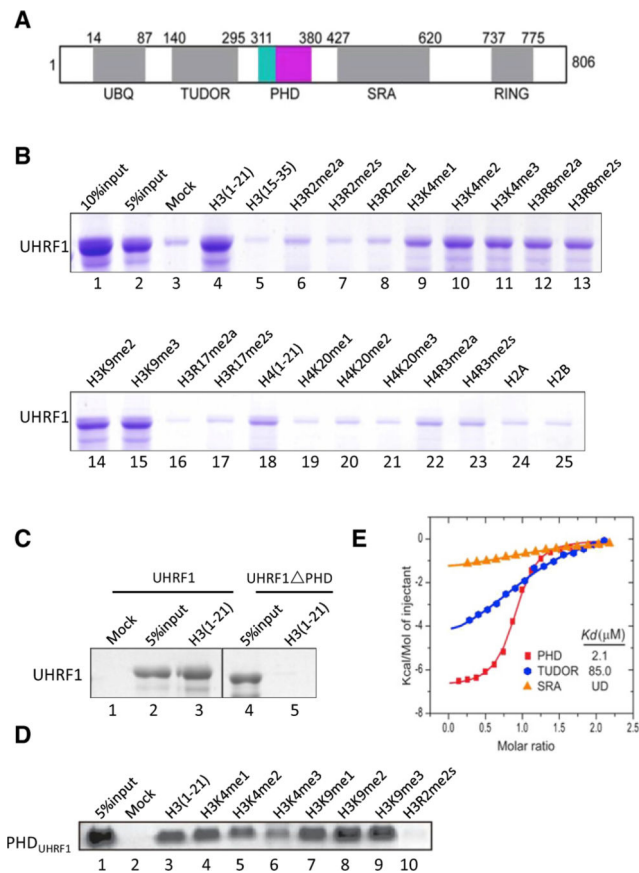 A
14 87 140 295 311 380 427 620 737 775
1 806
UBQ TUDOR PHD SRA RING
B
10%input 5%input Mock H3(1-21) H3(15-35) H3R2me2a H3R2me2s H3R2me1 H3K4me1 H3K4me2 H3K4me3 H3R8me2a H3R8me2s
UHRF1
1 2 3 4 5 6 7 8 9 10 11 12 13
H3K9me2 H3K9me3 H3R17me2a H3R17me2s H4(1-21) H4K20me1 H4K20me2 H4K20me3 H4R3me2a H4R3me2s H2A H2B
UHRF1
14 15 16 17 18 19 20 21 22 23 24 25
C
UHRF1 UHRF1△PHD
Mock 5%input H3(1-21) 5%input H3(1-21)
UHRF1
1 2 3 4 5
E
Kcal/Mol of injectant
0
-2
-4
-6
-8
Kd(μM)
PHD 2.1
TUDOR 85.0
SRA UD
0.0 0.5 1.0 1.5 2.0 2.5
Molar ratio
D
5%input Mock H3(1-21) H3K4me1 H3K4me2 H3K4me3 H3K9me1 H3K9me2 H3K9me3 H3R2me2s
PHDUHRF1
1 2 3 4 5 6 7 8 9 10